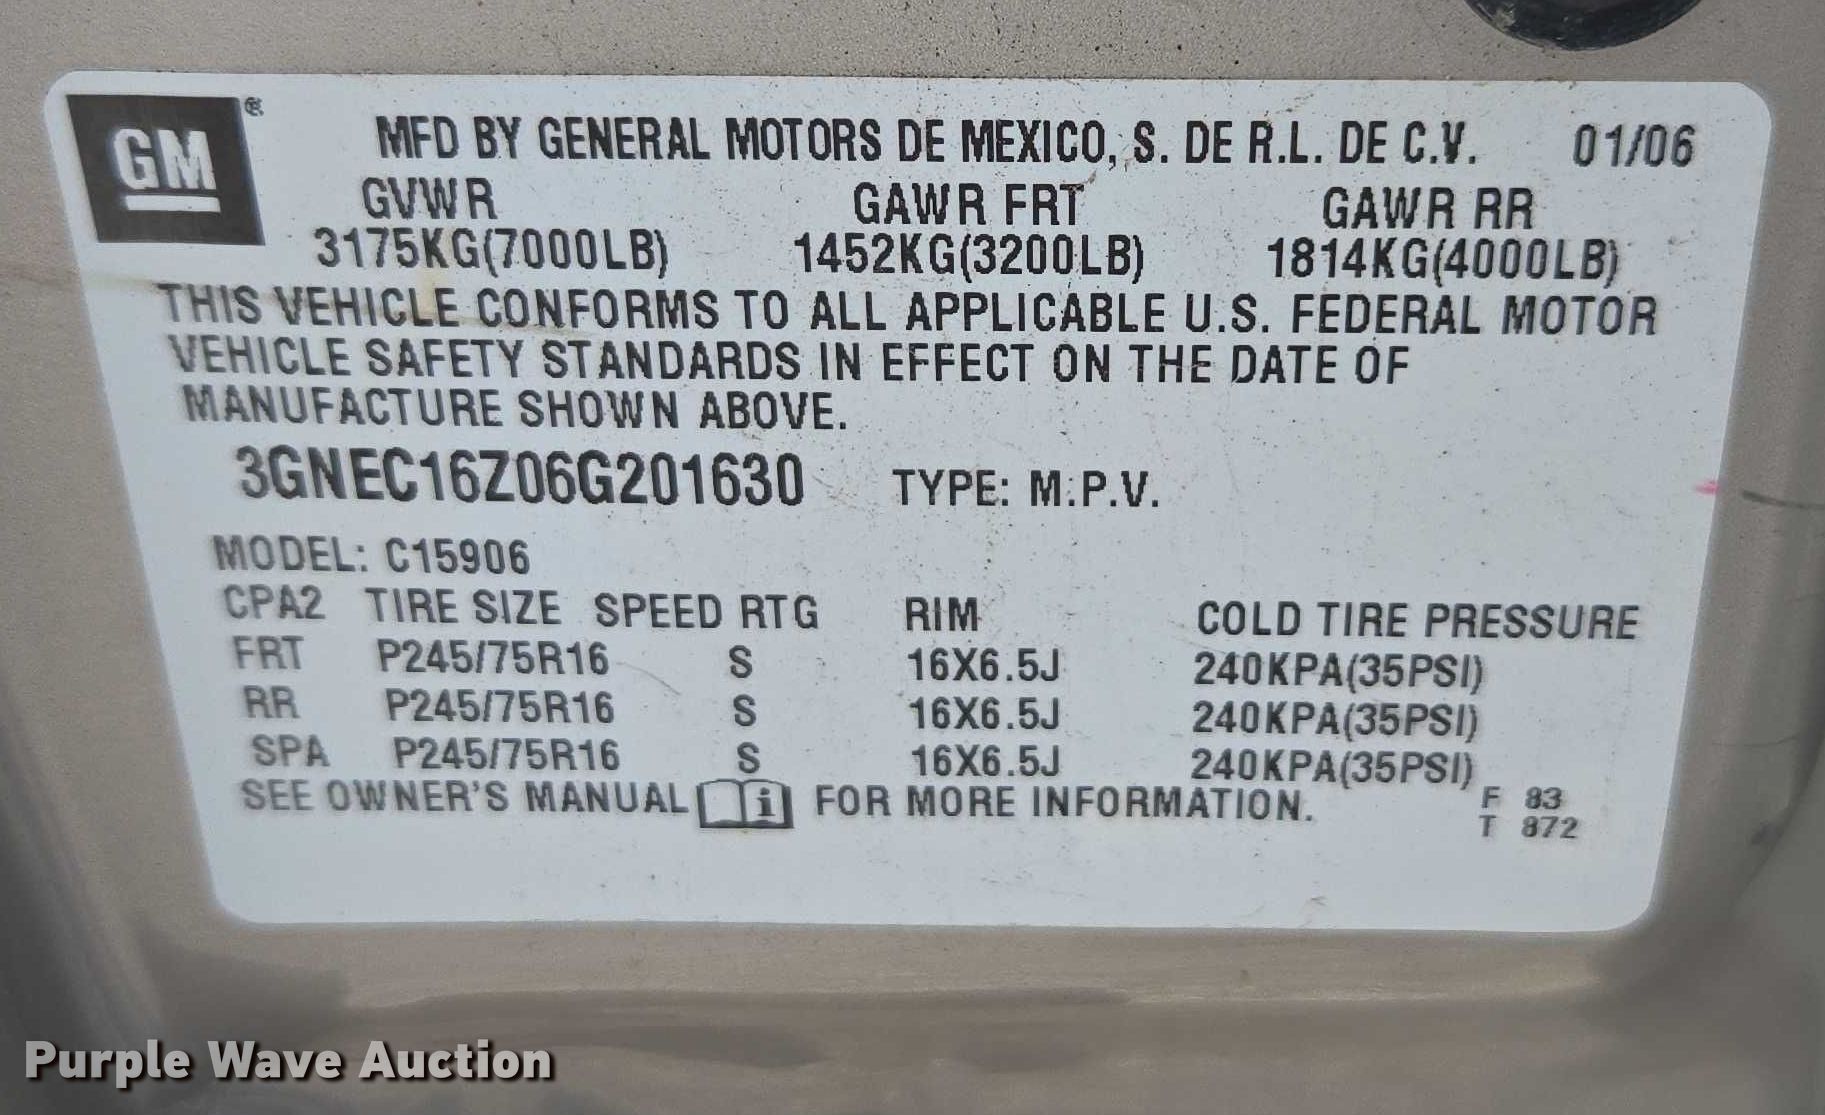 GM ®
MFD BY GENERAL MOTORS DE MEXICO, S. DE R.L. DE C.V. 01/06
GVWR GAWR FRT GAWR RR
3175KG(7000LB) 1452KG(3200LB) 1814KG(4000LB)
THIS VEHICLE CONFORMS TO ALL APPLICABLE U.S. FEDERAL MOTOR
VEHICLE SAFETY STANDARDS IN EFFECT ON THE DATE OF
MANUFACTURE SHOWN ABOVE.
3GNEC16Z06G201630 TYPE: M.P.V.
MODEL: C15906
CPA2 TIRE SIZE SPEED RTG RIM COLD TIRE PRESSURE
FRT P245/75R16 S 16X6.5J 240KPA(35PSI)
RR P245/75R16 S 16X6.5J 240KPA(35PSI)
SPA P245/75R16 S 16X6.5J 240KPA(35PSI)
SEE OWNER'S MANUAL i FOR MORE INFORMATION.
F 83
T 872
Purple Wave Auction